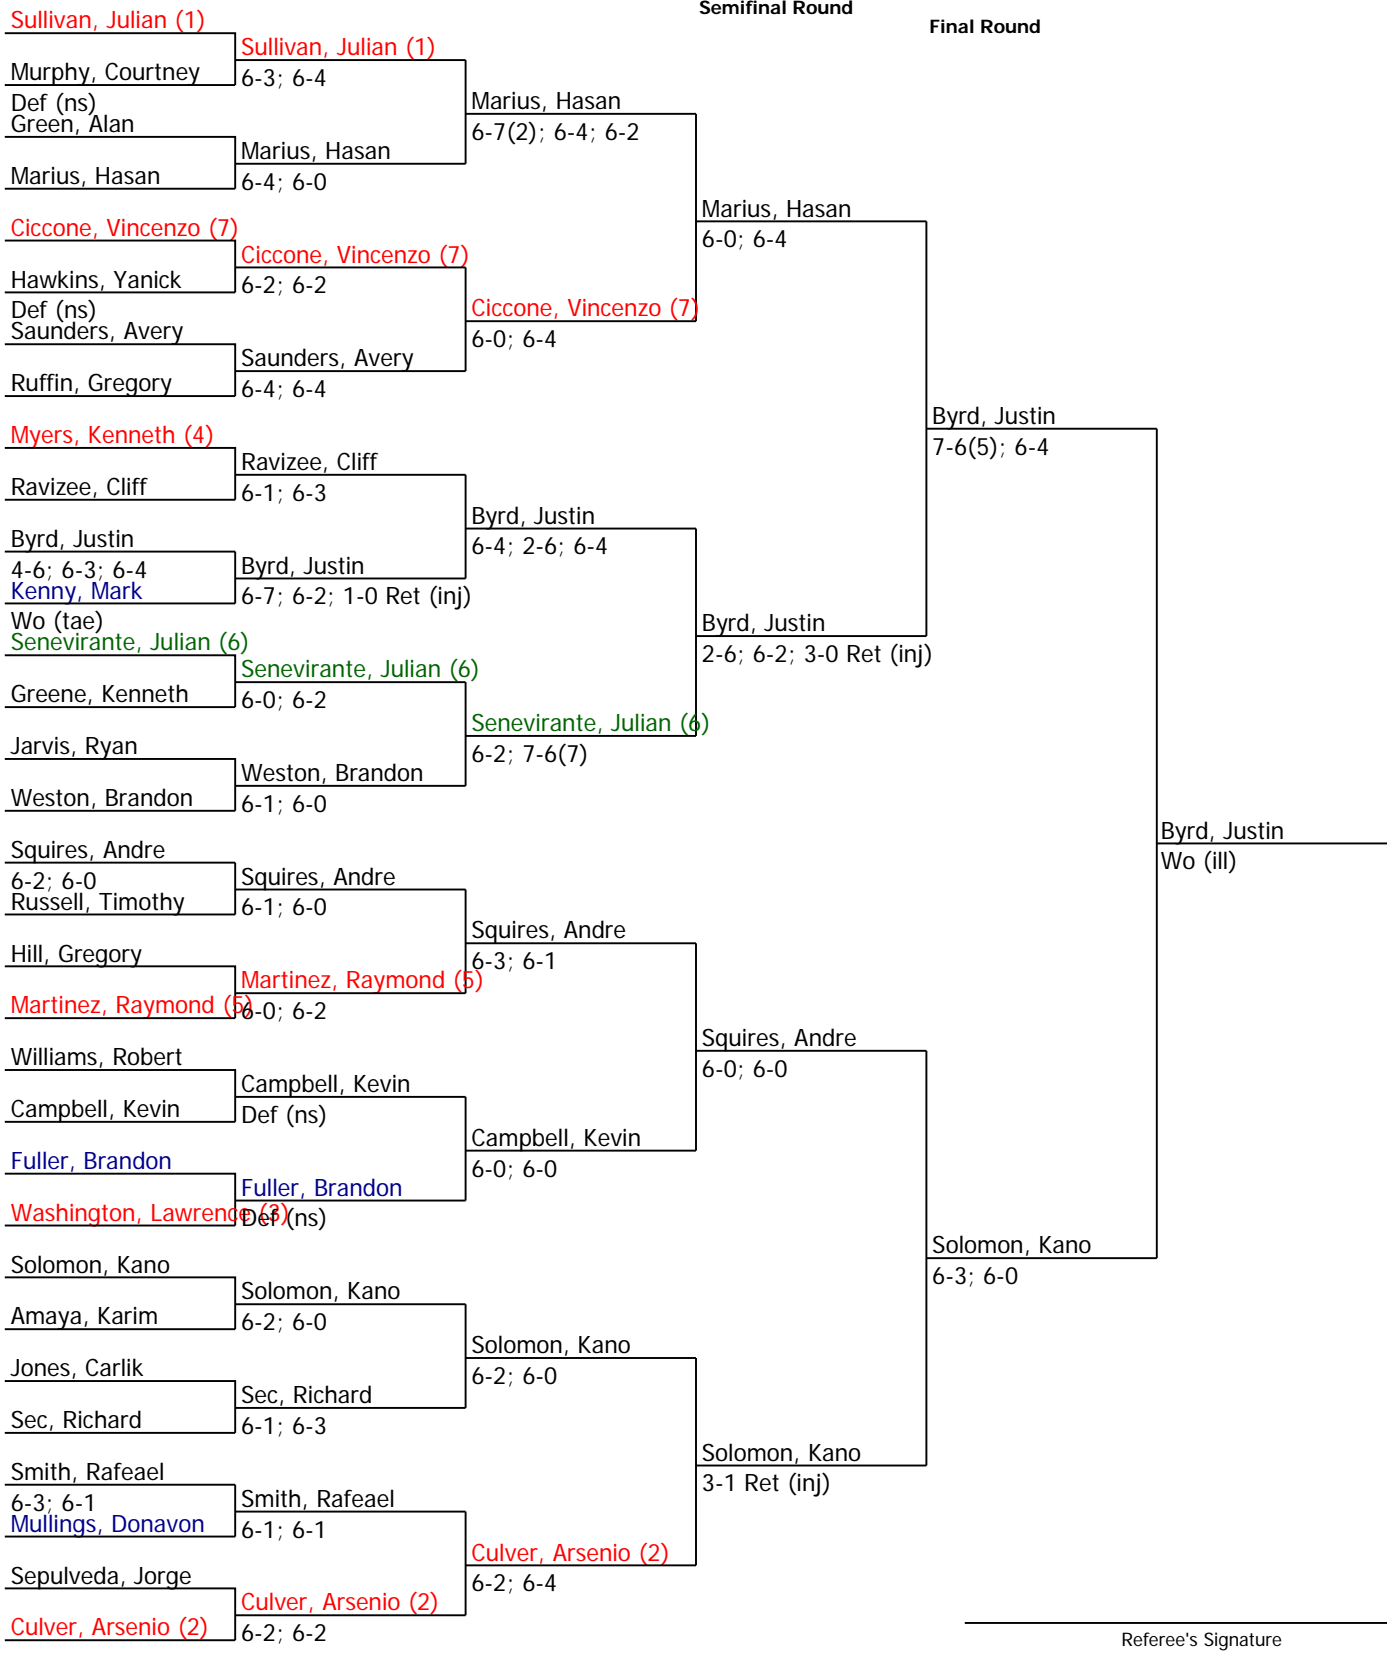 Semifinal Round
Final Round
Sullivan, Julian (1)
Murphy, Courtney
Def (ns)
Green, Alan
Marius, Hasan
Ciccone, Vincenzo (7)
Hawkins, Yanick
Def (ns)
Saunders, Avery
Ruffin, Gregory
Myers, Kenneth (4)
Ravizee, Cliff
Byrd, Justin
4-6; 6-3; 6-4
Kenny, Mark
Wo (tae)
Senevirante, Julian (6)
Greene, Kenneth
Jarvis, Ryan
Weston, Brandon
Squires, Andre
6-2; 6-0
Russell, Timothy
Hill, Gregory
Martinez, Raymond (5)
Williams, Robert
Campbell, Kevin
Fuller, Brandon
Washington, Lawrence (3)
Solomon, Kano
Amaya, Karim
Jones, Carlik
Sec, Richard
Smith, Rafeael
6-3; 6-1
Mullings, Donavon
Sepulveda, Jorge
Culver, Arsenio (2)
Sullivan, Julian (1)
6-3; 6-4
Marius, Hasan
6-4; 6-0
Ciccone, Vincenzo (7)
6-2; 6-2
Saunders, Avery
6-4; 6-4
Ravizee, Cliff
6-1; 6-3
Byrd, Justin
6-7; 6-2; 1-0 Ret (inj)
Senevirante, Julian (6)
6-0; 6-2
Weston, Brandon
6-1; 6-0
Squires, Andre
6-1; 6-0
Martinez, Raymond (5)
6-0; 6-2
Campbell, Kevin
Def (ns)
Fuller, Brandon
Def (ns)
Solomon, Kano
6-2; 6-0
Sec, Richard
6-1; 6-3
Smith, Rafeael
6-1; 6-1
Culver, Arsenio (2)
6-2; 6-2
Marius, Hasan
6-7(2); 6-4; 6-2
Ciccone, Vincenzo (7)
6-0; 6-4
Byrd, Justin
6-4; 2-6; 6-4
Senevirante, Julian (6)
6-2; 7-6(7)
Squires, Andre
6-3; 6-1
Campbell, Kevin
6-0; 6-0
Solomon, Kano
6-2; 6-0
Culver, Arsenio (2)
6-2; 6-4
Marius, Hasan
6-0; 6-4
Byrd, Justin
2-6; 6-2; 3-0 Ret (inj)
Squires, Andre
6-0; 6-0
Solomon, Kano
3-1 Ret (inj)
Byrd, Justin
7-6(5); 6-4
Solomon, Kano
6-3; 6-0
Byrd, Justin
Wo (ill)
Referee's Signature